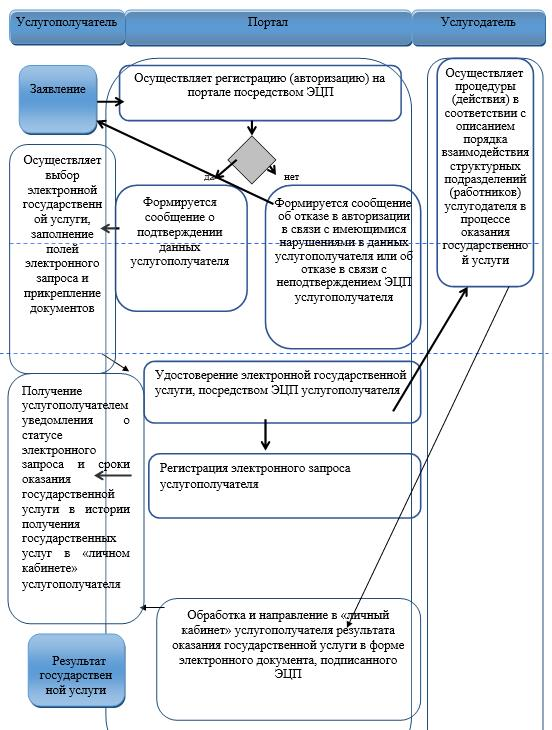 Услугополучатель
Портал
Услугодатель
Заявление
Осуществляет регистрацию (авторизацию) на
портале посредством ЭЦП
Осуществляет
процедуры
(действия) в
соответствии с
описанием
порядка
взаимодействия
структурных
подразделений
(работников)
услугодателя в
процессе
оказания
государственно
й услуги
да
нет
Осуществляет
выбор
электронной
государственн
ой услуги,
заполнение
полей
электронного
запроса и
прикрепление
документов
Формируется
сообщение о
подтверждении
данных
услугополучателя
Формируется сообщение
об отказе в авторизации
в связи с имеющимися
нарушениями в данных
услугополучателя или об
отказе в связи с
неподтверждением ЭЦП
услугополучателя
Удостоверение электронной государственной
услуги, посредством ЭЦП услугополучателя
Получение
услугополучателем
уведомления о
статусе
электронного
запроса и сроки
оказания
государственной
услуги в истории
получения
государственных
услуг в «личном
кабинете»
услугополучателя
Регистрация электронного запроса
услугополучателя
Обработка и направление в «личный
кабинет» услугополучателя результата
оказания государственной услуги в форме
электронного документа, подписанного
ЭЦП
Результат
государствен
ной услуги